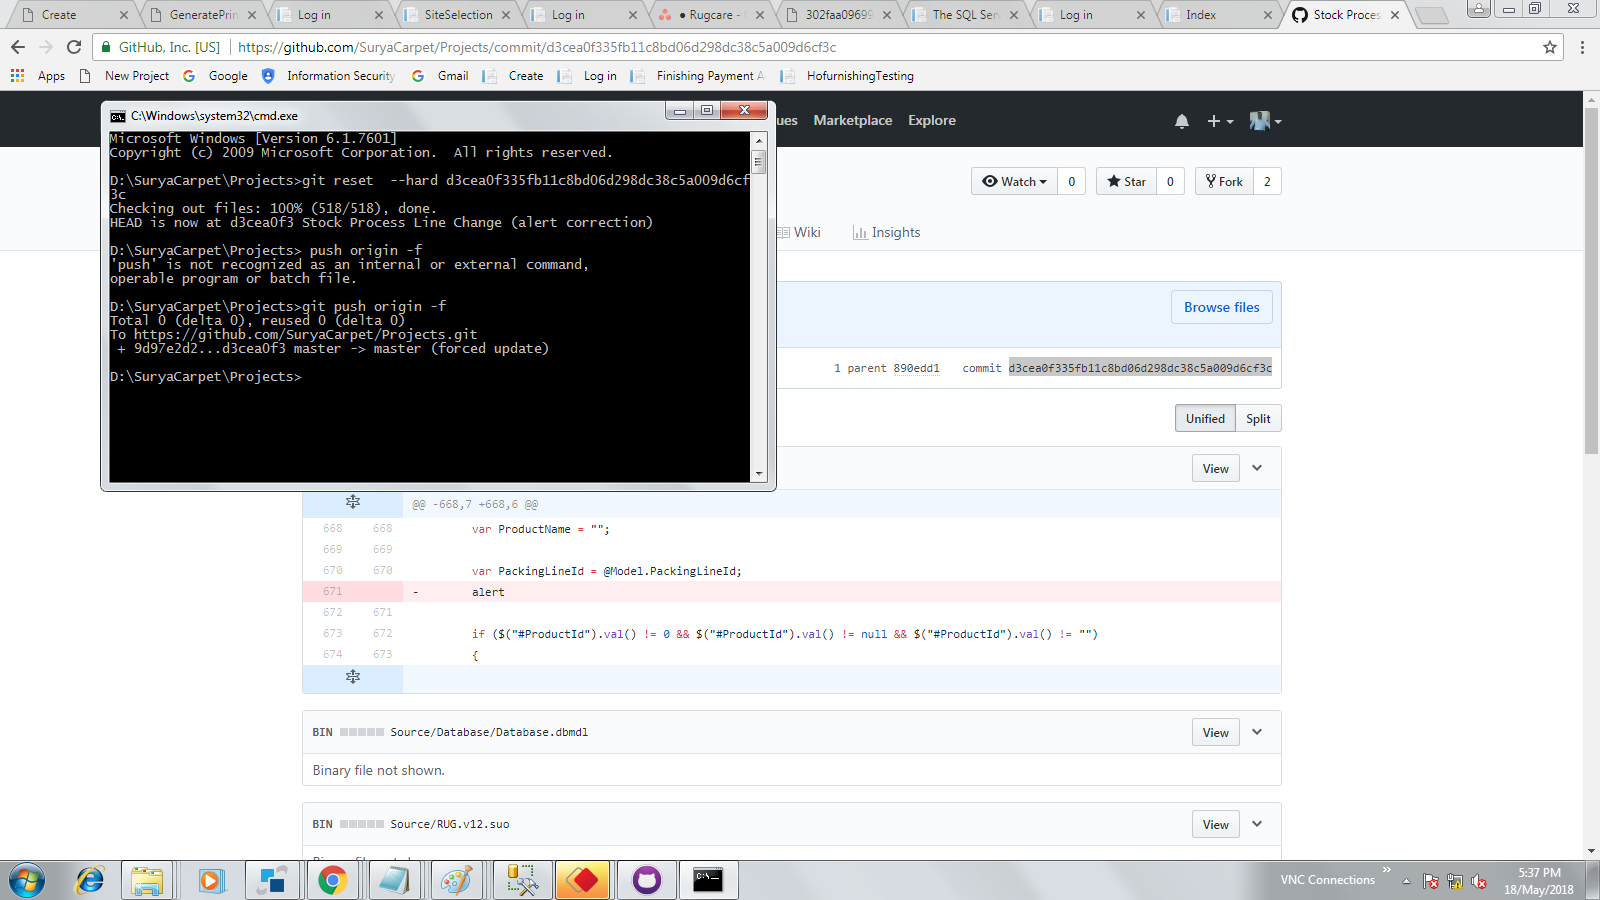 Create
GeneratePrin
Log in
SiteSelection
Log in
• Rugcare -
302faa09699
The SQL Ser
Log in
Index
Stock Proces
GitHub, Inc. [US]
https://github.com/SuryaCarpet/Projects/commit/d3cea0f335fb11c8bd06d298dc38c5a009d6cf3c
Apps
New Project
Google
Information Security
Gmail
Create
Log in
Finishing Payment A
HofurnishingTesting
C:\Windows\system32\cmd.exe
ues
Marketplace
Explore
Microsoft Windows [Version 6.1.7601]
Copyright (c) 2009 Microsoft Corporation.  All rights reserved.
D:\SuryaCarpet\Projects>git reset  --hard d3cea0f335fb11c8bd06d298dc38c5a009d6cf
3c
Checking out files: 100% (518/518), done.
HEAD is now at d3cea0f3 Stock Process Line Change (alert correction)
D:\SuryaCarpet\Projects> push origin -f
'push' is not recognized as an internal or external command,
operable program or batch file.
D:\SuryaCarpet\Projects>git push origin -f
Total 0 (delta 0), reused 0 (delta 0)
To https://github.com/SuryaCarpet/Projects.git
 + 9d97e2d2...d3cea0f3 master -> master (forced update)
D:\SuryaCarpet\Projects>
Watch
0
Star
0
Fork
2
Wiki
Insights
Browse files
1 parent 890edd1
commit d3cea0f335fb11c8bd06d298dc38c5a009d6cf3c
Unified
Split
View
@@ -668,7 +668,6 @@
668 668 var ProductName = "";
669 669
670 670 var PackingLineId = @Model.PackingLineId;
671 - alert
672 671
673 672 if ($("#ProductId").val() != 0 && $("#ProductId").val() != null && $("#ProductId").val() != "")
674 673 {
BIN Source/Database/Database.dbmdl
View
Binary file not shown.
BIN Source/RUG.v12.suo
View
VNC Connections
5:37 PM
18/May/2018